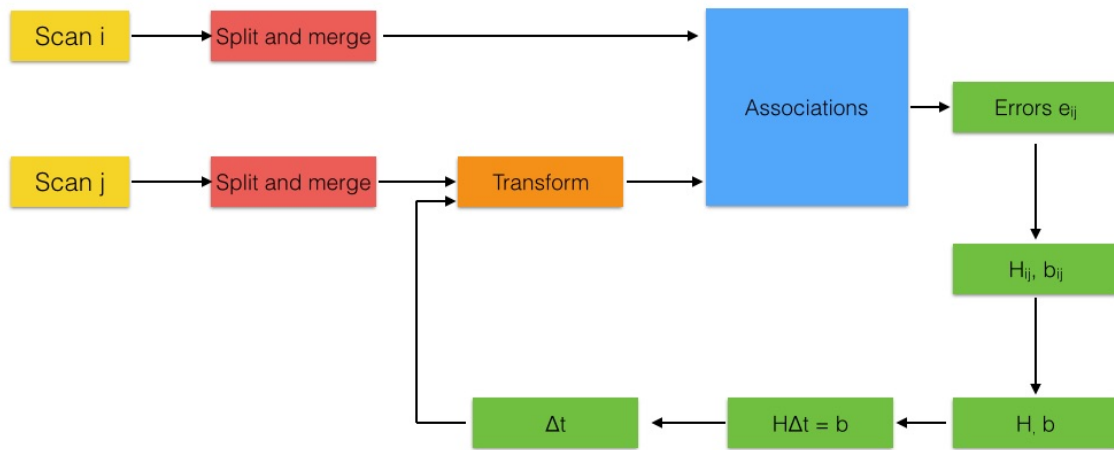 Scan i
Split and merge
Associations
Errors eij
Scan j
Split and merge
Transform
Hij, bij
Δt
HΔt = b
H, b